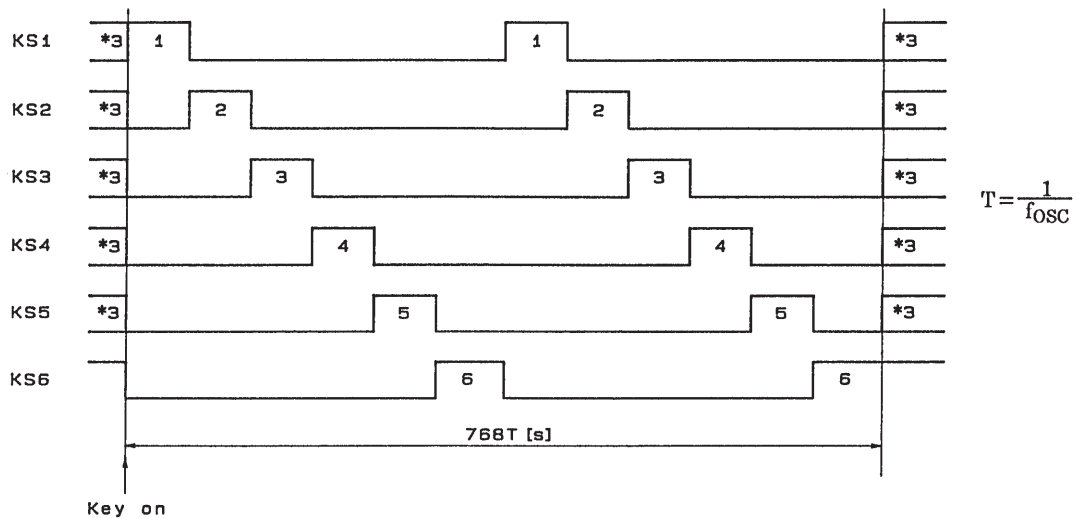 KS1 *3 1 1 *3
KS2 *3 2 2 *3
KS3 *3 3 3 *3
KS4 *3 4 4 *3
KS5 *3 5 5 *3
KS6 6 6
T=1/fOSC
768T [s]
Key on